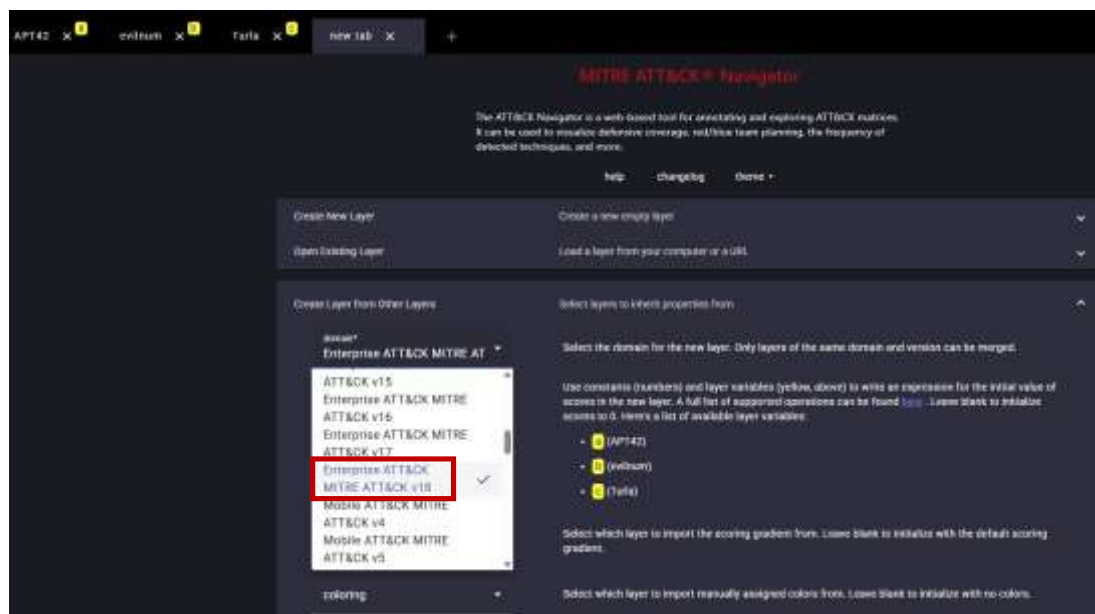 APT42 × a evilnum × b Turla × c new tab × +
MITRE ATT&CK® Navigator
The ATT&CK Navigator is a web-based tool for annotating and exploring ATT&CK matrices.
It can be used to visualize defensive coverage, red/blue team planning, the frequency of
detected techniques, and more.
help changelog theme
Create New Layer Create a new empty layer
Open Existing Layer Load a layer from your computer or a URL
Create Layer from Other Layers Select layers to inherit properties from
domain*
Enterprise ATT&CK MITRE AT
Select the domain for the new layer. Only layers of the same domain and version can be merged.
ATT&CK v15
Enterprise ATT&CK MITRE
ATT&CK v16
Enterprise ATT&CK MITRE
ATT&CK v17
Enterprise ATT&CK
MITRE ATT&CK v18
Mobile ATT&CK MITRE
ATT&CK v4
Mobile ATT&CK MITRE
ATT&CK v5
Use constants (numbers) and layer variables (yellow, above) to write an expression for the initial value of
scores in the new layer. A full list of supported operations can be found here . Leave blank to initialize
scores to 0. Here's a list of available layer variables:
• a (APT42)
• b (evilnum)
• c (Turla)
Select which layer to import the scoring gradient from. Leave blank to initialize with the default scoring
gradient.
coloring
Select which layer to import manually assigned colors from. Leave blank to initialize with no colors.